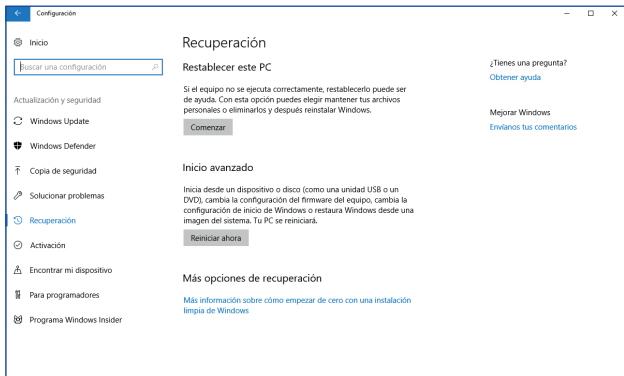 Configuración
Inicio
Buscar una configuración
Actualización y seguridad
Windows Update
Windows Defender
Copia de seguridad
Solucionar problemas
Recuperación
Activación
Encontrar mi dispositivo
Para programadores
Programa Windows Insider
Recuperación
Restablecer este PC
Si el equipo no se ejecuta correctamente, restablecerlo puede ser
de ayuda. Con esta opción puedes elegir mantener tus archivos
personales o eliminarlos y después reinstalar Windows.
Comenzar
Inicio avanzado
Inicia desde un dispositivo o disco (como una unidad USB o un
DVD), cambia la configuración del firmware del equipo, cambia la
configuración de inicio de Windows o restaura Windows desde una
imagen del sistema. Tu PC se reiniciará.
Reiniciar ahora
Más opciones de recuperación
Más información sobre cómo empezar de cero con una instalación
limpia de Windows
¿Tienes una pregunta?
Obtener ayuda
Mejorar Windows
Envíanos tus comentarios